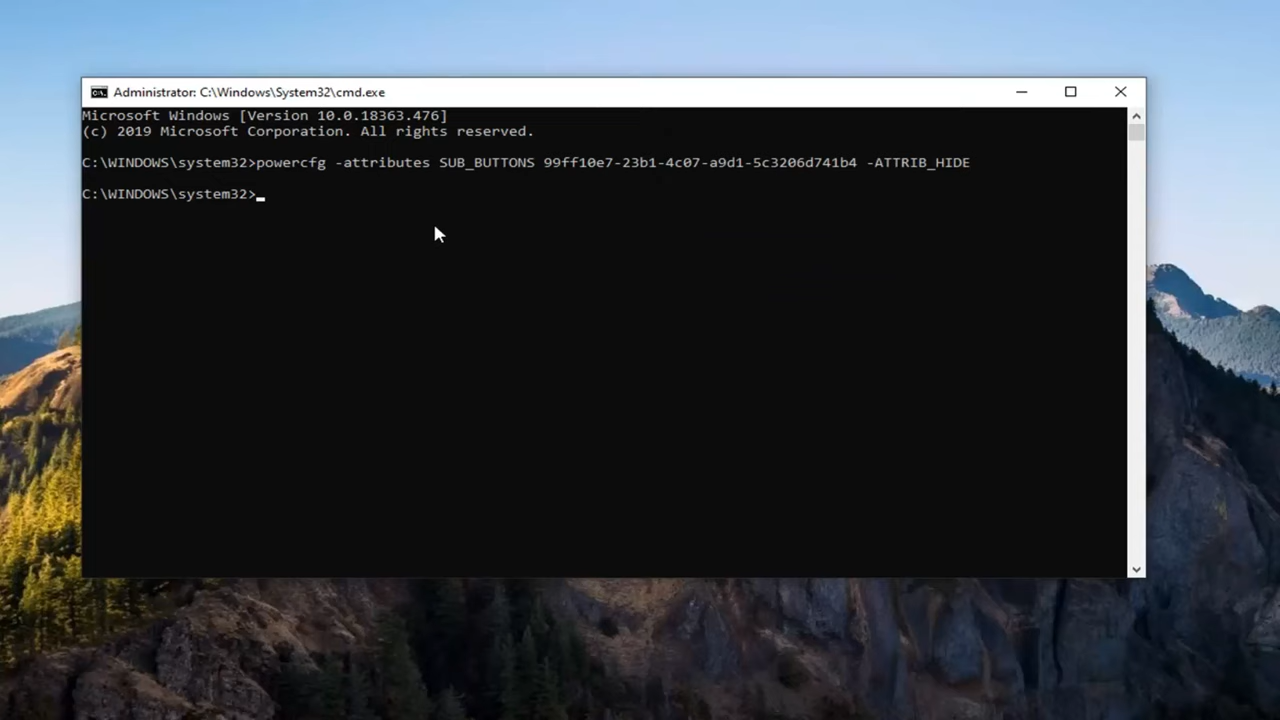 Administrator: C:\Windows\System32\cmd.exe
Microsoft Windows [Version 10.0.18363.476]
(c) 2019 Microsoft Corporation. All rights reserved.
C:\WINDOWS\system32>powercfg -attributes SUB_BUTTONS 99ff10e7-23b1-4c07-a9d1-5c3206d741b4 -ATTRIB_HIDE
C:\WINDOWS\system32>